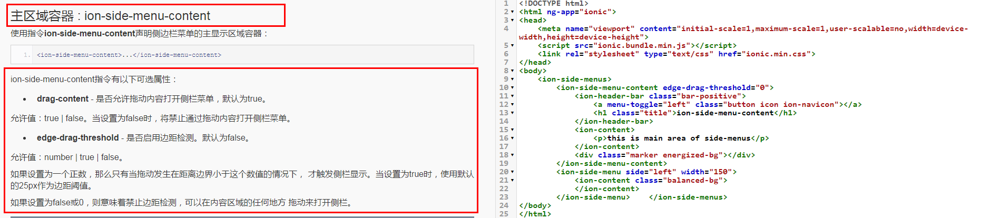 主区域容器 : ion-side-menu-content
使用指令ion-side-menu-content声明侧边栏菜单的主显示区域容器：
1. <ion-side-menu-content>...</ion-side-menu-content>
ion-side-menu-content指令有以下可选属性：
• drag-content - 是否允许拖动内容打开侧栏菜单，默认为true。
允许值：true | false。当设置为false时，将禁止通过拖动内容打开侧栏菜单。
• edge-drag-threshold - 是否启用边距检测。默认为false。
允许值：number | true | false。
如果设置为一个正数，那么只有当拖动发生在距离边界小于这个数值的情况下， 才触发侧栏显示。当设置为true时，使用默认
的25px作为边距阈值。
如果设置为false或0，则意味着禁止边距检测，可以在内容区域的任何地方 拖动来打开侧栏。
1 <!DOCTYPE html>
2 <html ng-app="ionic">
3 <head>
4 <meta name="viewport" content="initial-scale=1,maximum-scale=1,user-scalable=no,width=device-
width,height=device-height">
5 <script src="ionic.bundle.min.js"></script>
6 <link rel="stylesheet" type="text/css" href="ionic.min.css">
7 </head>
8 <body>
9 <ion-side-menus>
10 <ion-side-menu-content edge-drag-threshold="0">
11 <ion-header-bar class="bar-positive">
12 <a menu-toggle="left" class="button icon ion-navicon"></a>
13 <h1 class="title">ion-side-menu-content</h1>
14 </ion-header-bar>
15 <ion-content>
16 <p>this is main area of side-menus</p>
17 </ion-content>
18 <div class="marker energized-bg"></div>
19 </ion-side-menu-content>
20 <ion-side-menu side="left" width="150">
21 <ion-content class="balanced-bg">
22 </ion-content>
23 </ion-side-menu> </ion-side-menus>
24 </body>
25 </html>